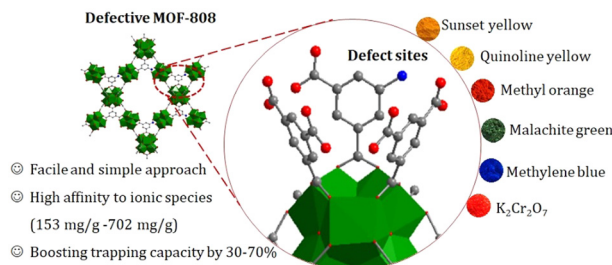 Defective MOF-808
Defect sites
Sunset yellow
Quinoline yellow
Methyl orange
Malachite green
Methylene blue
K₂Cr₂O₇
☺ Facile and simple approach
☺ High affinity to ionic species
(153 mg/g -702 mg/g)
☺ Boosting trapping capacity by 30-70%